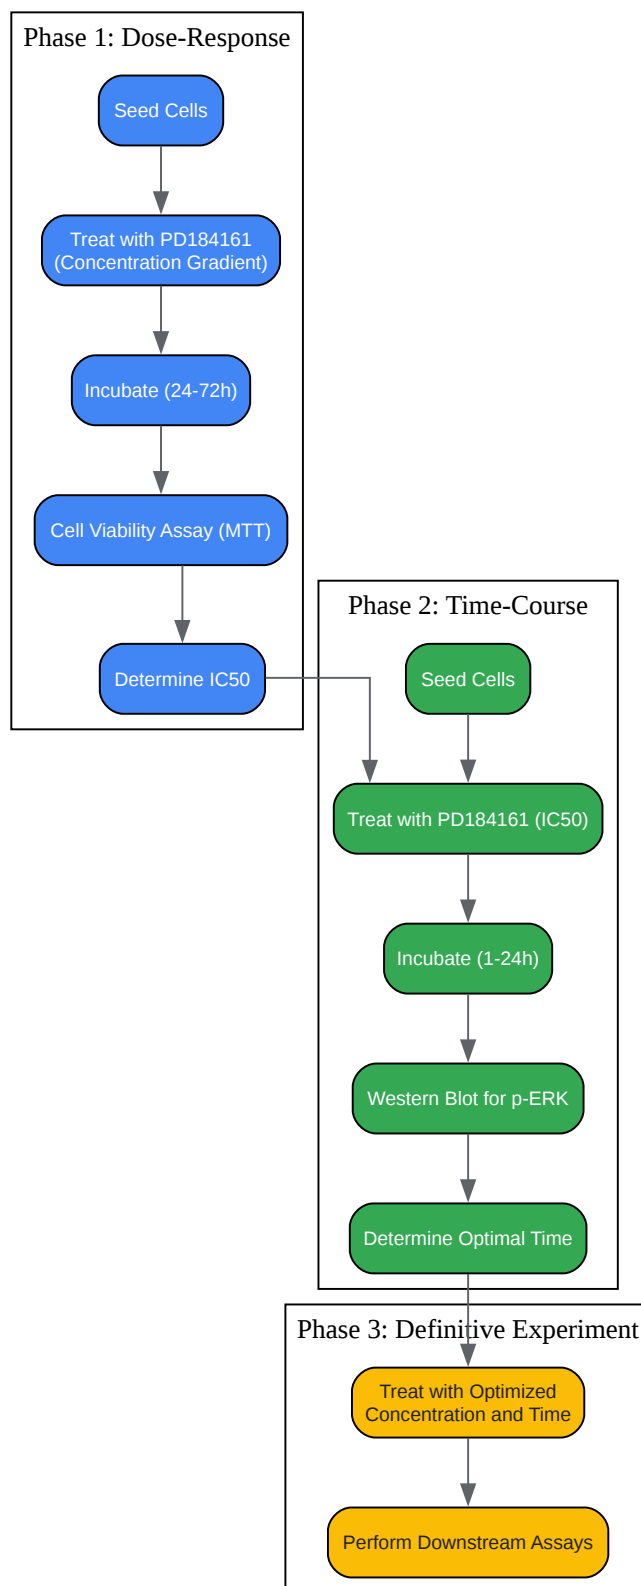 Phase 1: Dose-Response
Seed Cells
Treat with PD184161
(Concentration Gradient)
Incubate (24-72h)
Cell Viability Assay (MTT)
Determine IC50
Phase 2: Time-Course
Seed Cells
Treat with PD184161 (IC50)
Incubate (1-24h)
Western Blot for p-ERK
Determine Optimal Time
Phase 3: Definitive Experiment
Treat with Optimized
Concentration and Time
Perform Downstream Assays